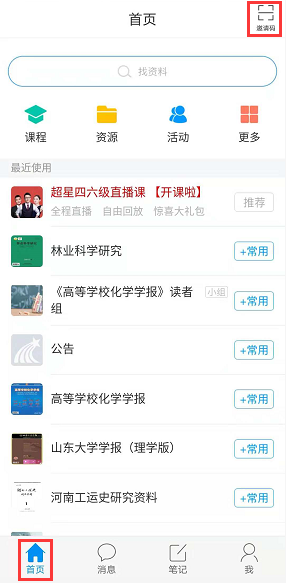 首页
邀请码
找资料
课程
资源
活动
更多
最近使用
超星四六级直播课 【开课啦】
推荐
全程直播 自由回放 惊喜大礼包
林业科学研究
+常用
《高等学校化学学报》读者
小组
组
+常用
公告
+常用
高等学校化学学报
+常用
山东大学学报（理学版）
+常用
河南工运史研究资料
+常用
首页
消息
笔记
我